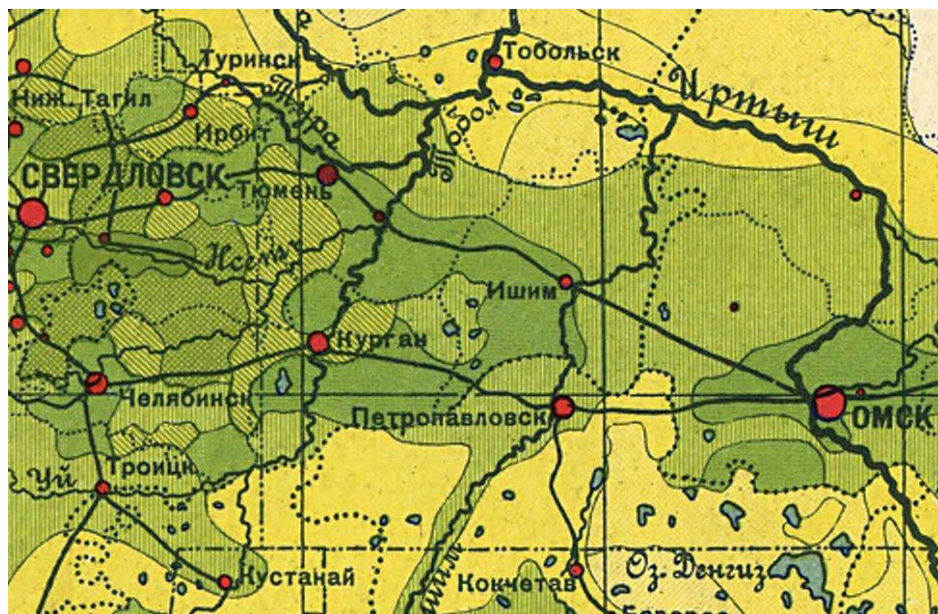 Туринск
Тобольск
Ниж. Тагил
Тура
Иртыш
Ирбит
Тобол
СВЕРДЛОВСК
Тюмень
Исеть
Ишим
Курган
Челябинск
Петропавловск
ОМСК
Уй
Троицк
Кустанай
Ишим
Кокчетав
Оз. Денгиз